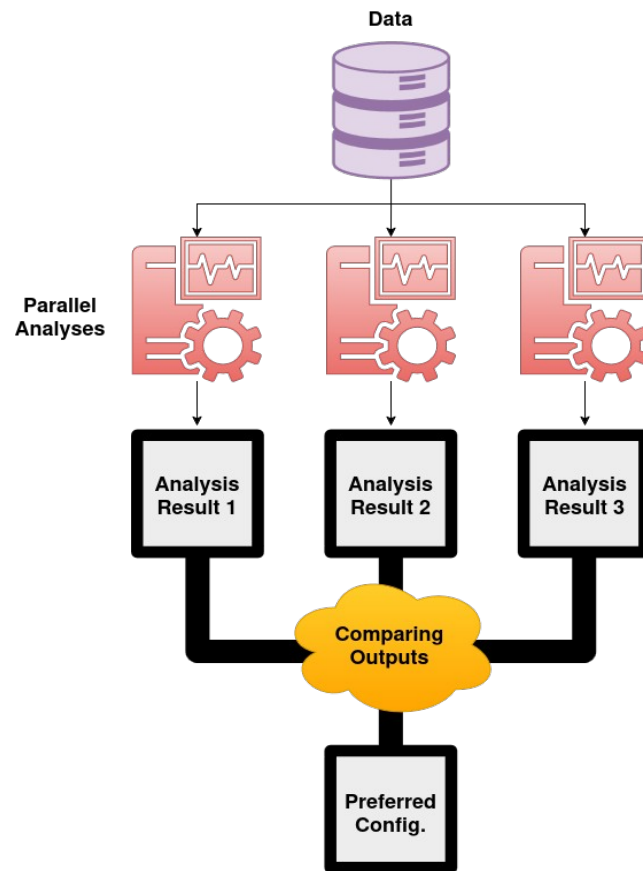 Data
Parallel
Analyses
Analysis
Result 1
Analysis
Result 2
Analysis
Result 3
Comparing
Outputs
Preferred
Config.